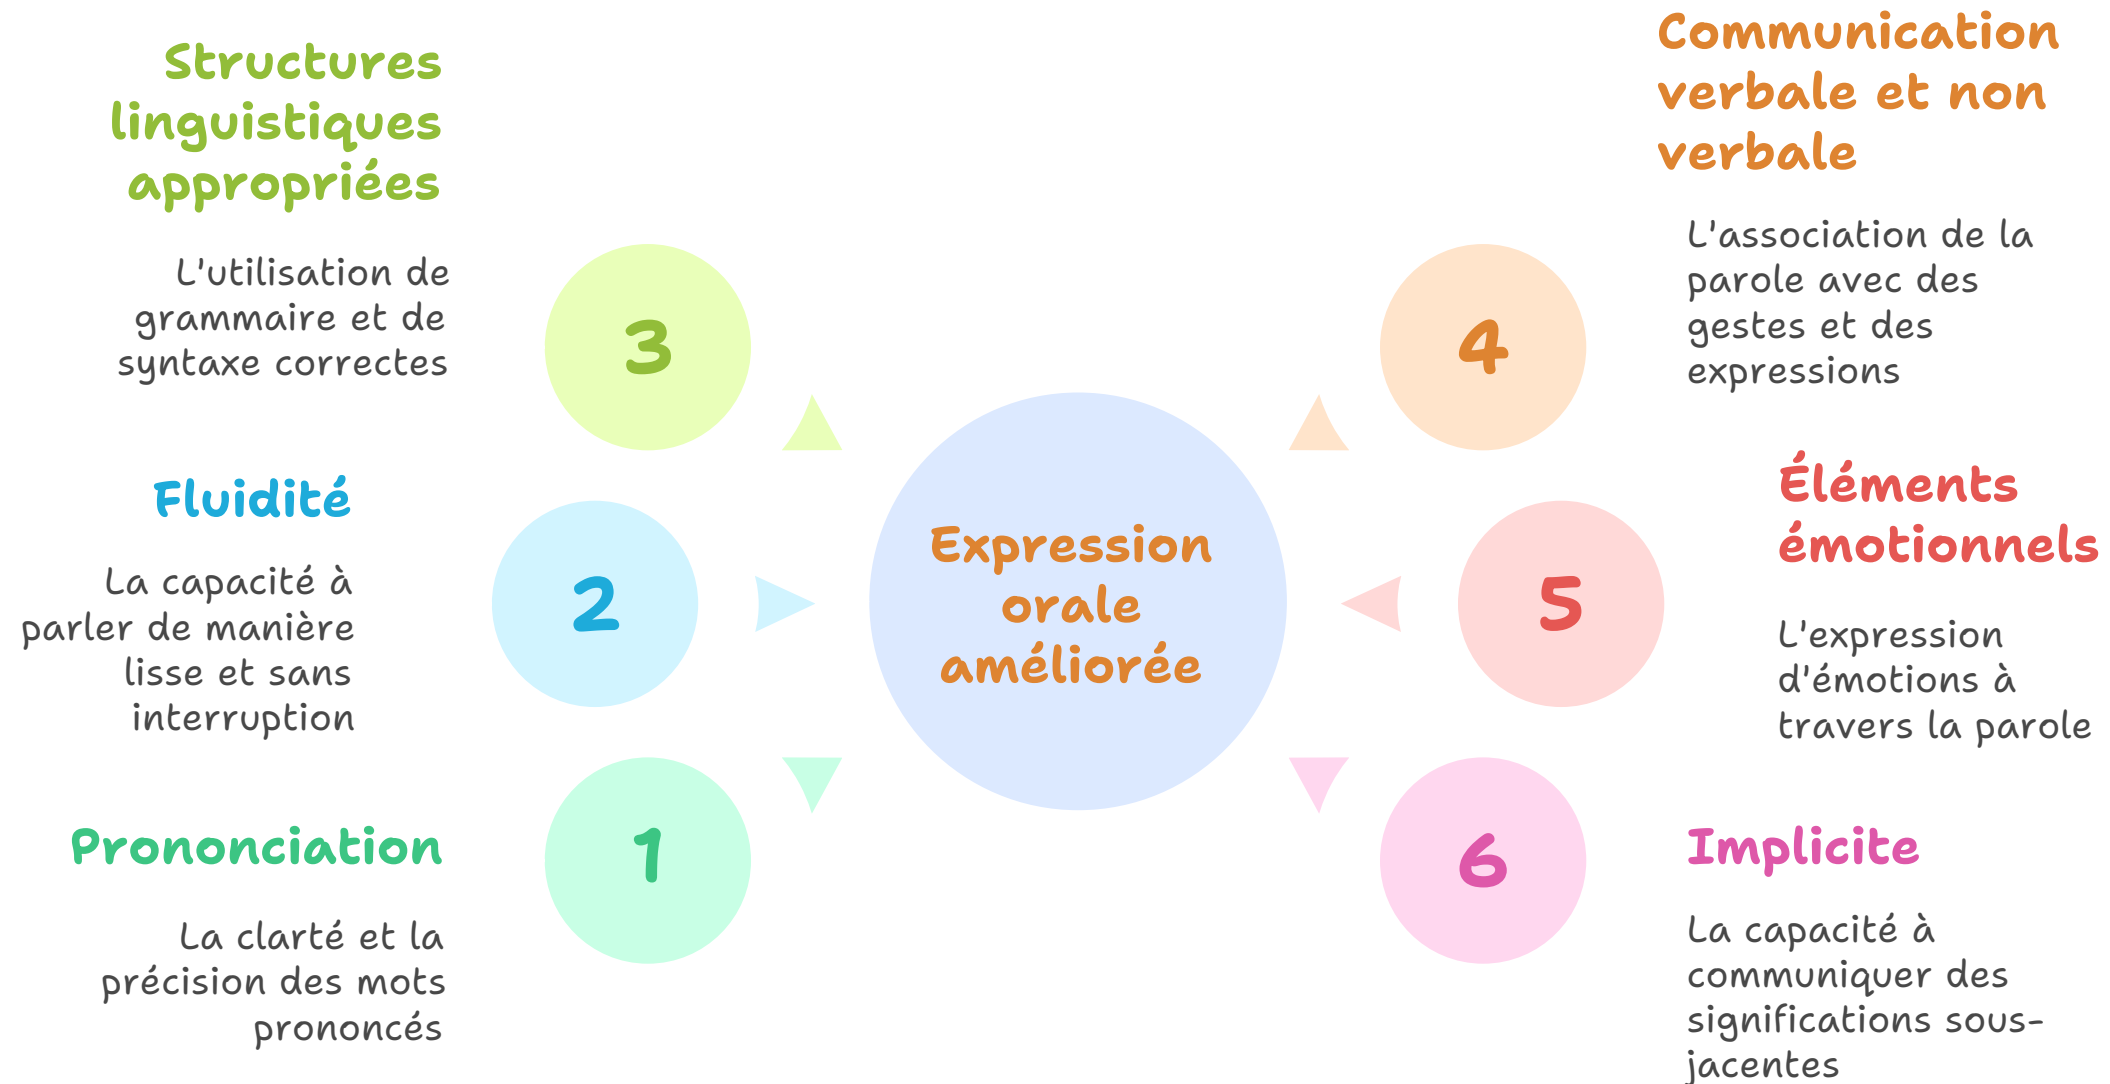 Structures
linguistiques
appropriées
L'utilisation de
grammaire et de
syntaxe correctes
3
Fluidité
La capacité à
parler de manière
lisse et sans
interruption
2
Prononciation
La clarté et la
précision des mots
prononcés
1
Expression
orale
améliorée
Communication
verbale et non
verbale
L'association de la
parole avec des
gestes et des
expressions
4
Éléments
émotionnels
L'expression
d'émotions à
travers la parole
5
Implicite
La capacité à
communiquer des
significations sous-
jacentes
6